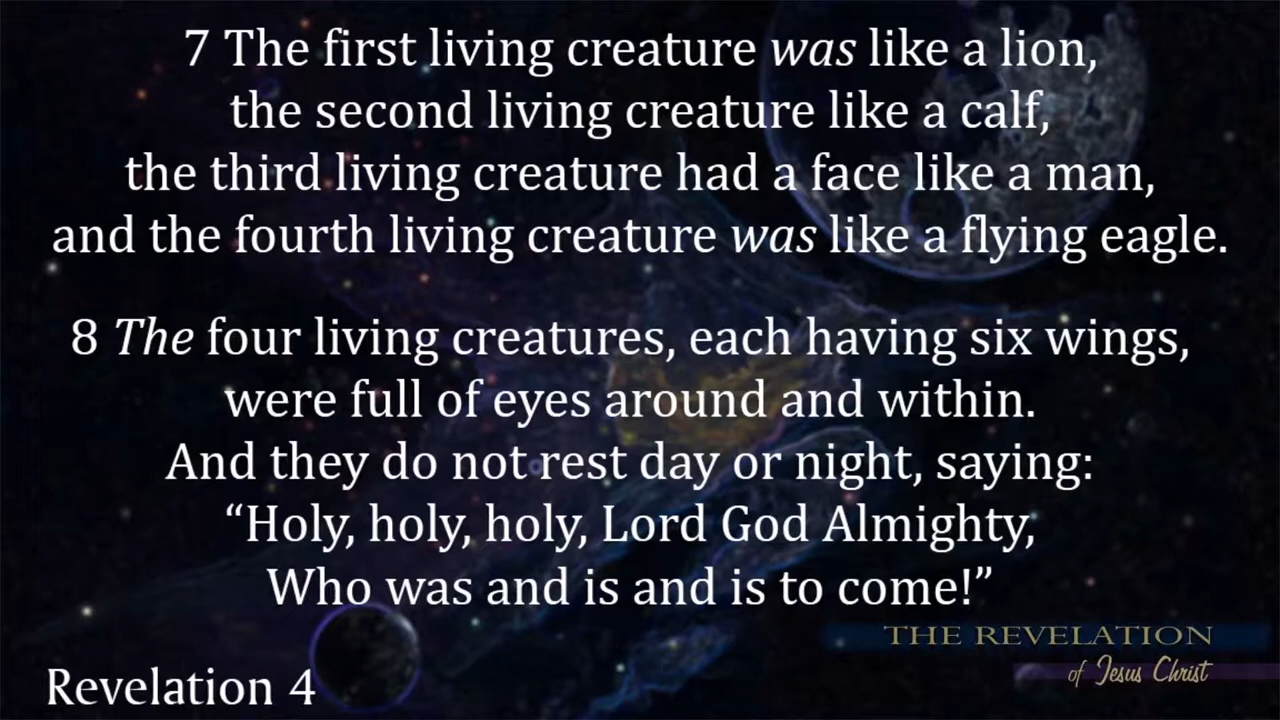 7 The first living creature was like a lion,
the second living creature like a calf,
the third living creature had a face like a man,
and the fourth living creature was like a flying eagle.
8 The four living creatures, each having six wings,
were full of eyes around and within.
And they do not rest day or night, saying:
“Holy, holy, holy, Lord God Almighty,
Who was and is and is to come!”
THE REVELATION
of Jesus Christ
Revelation 4